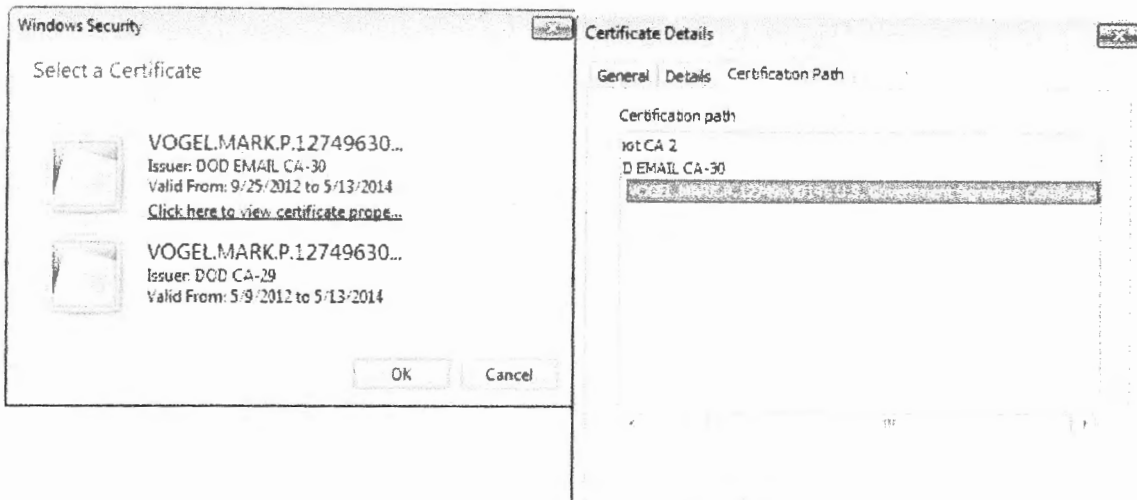 Windows Security
Select a Certificate
VOGEL.MARK.P.12749630...
Issuer: DOD EMAIL CA-30
Valid From: 9/25/2012 to 5/13/2014
Click here to view certificate prope...
VOGEL.MARK.P.12749630...
Issuer: DOD CA-29
Valid From: 5/9/2012 to 5/13/2014
OK Cancel
Certificate Details
General Details Certification Path
Certification path
oot CA 2
D EMAIL CA-30